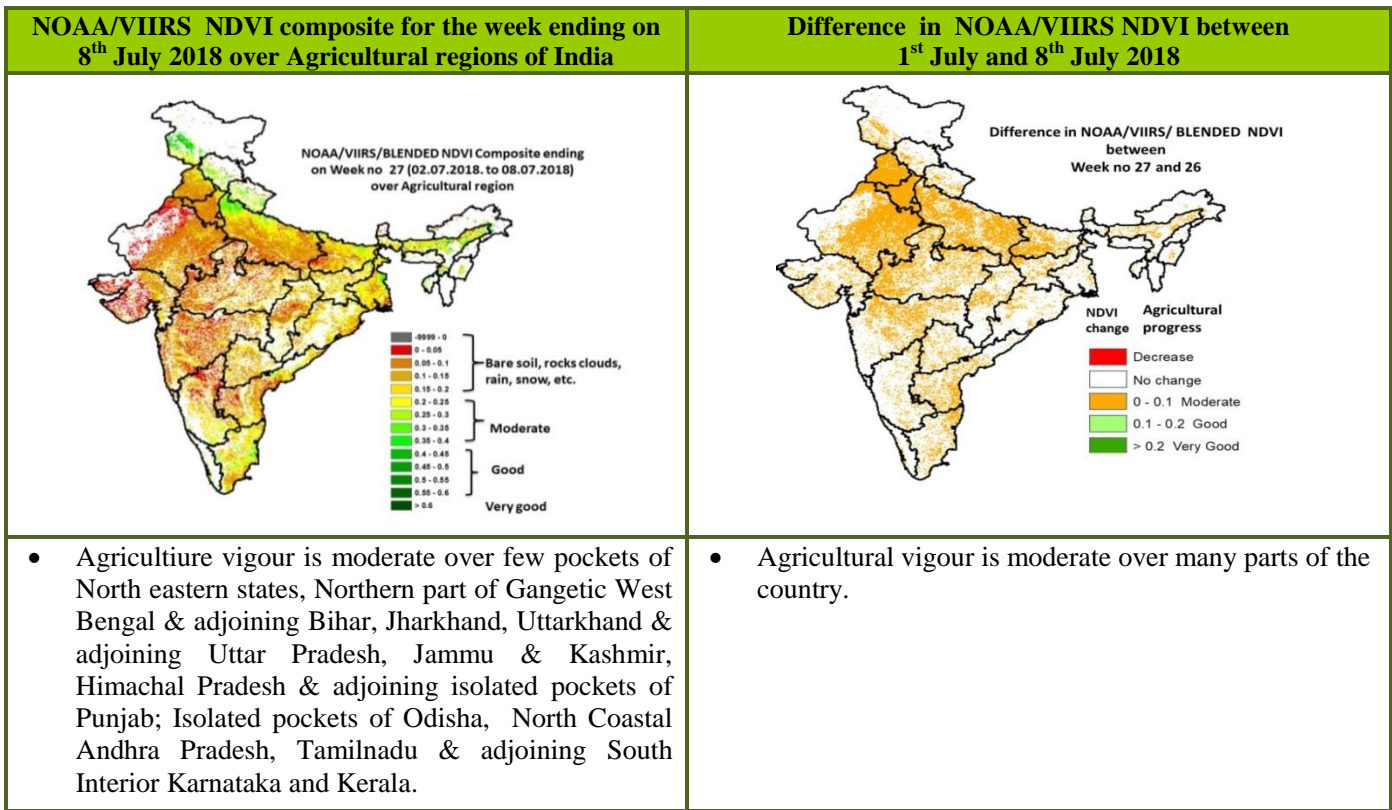 NOAA/VIIRS NDVI composite for the week ending on
8th July 2018 over Agricultural regions of India
Difference in NOAA/VIIRS NDVI between
1st July and 8th July 2018
NOAA/VIIRS/BLENDED NDVI Composite ending
on Week no 27 (02.07.2018. to 08.07.2018)
over Agricultural region
-9999 - 0
0 - 0.05
0.05 - 0.1
0.1 - 0.15
0.15 - 0.2
0.2 - 0.25
0.25 - 0.3
0.3 - 0.35
0.35 - 0.4
0.4 - 0.45
0.45 - 0.5
0.5 - 0.55
0.55 - 0.6
> 0.6
Bare soil, rocks clouds,
rain, snow, etc.
Moderate
Good
Very good
Difference in NOAA/VIIRS/ BLENDED NDVI
between
Week no 27 and 26
NDVI change
Agricultural progress
Decrease
No change
0 - 0.1 Moderate
0.1 - 0.2 Good
> 0.2 Very Good
• Agricultiure vigour is moderate over few pockets of
North eastern states, Northern part of Gangetic West
Bengal & adjoining Bihar, Jharkhand, Uttarkhand &
adjoining Uttar Pradesh, Jammu & Kashmir,
Himachal Pradesh & adjoining isolated pockets of
Punjab; Isolated pockets of Odisha, North Coastal
Andhra Pradesh, Tamilnadu & adjoining South
Interior Karnataka and Kerala.
• Agricultural vigour is moderate over many parts of the
country.